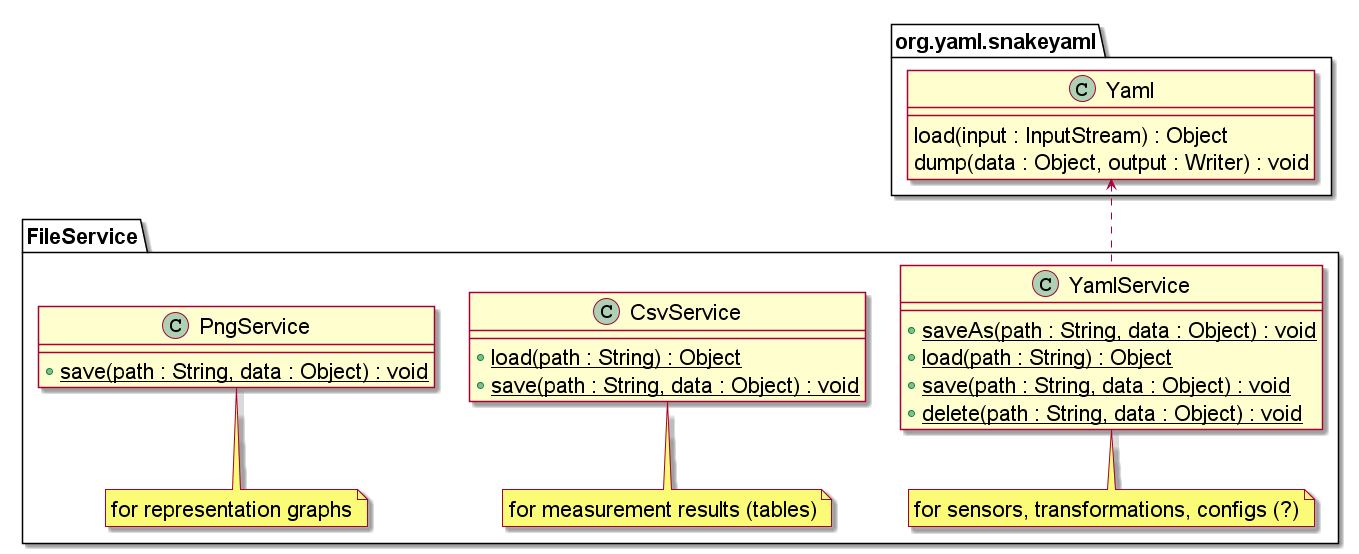 org.yaml.snakeyaml
C Yaml
load(input : InputStream) : Object
dump(data : Object, output : Writer) : void
FileService
C PngService
save(path : String, data : Object) : void
for representation graphs
C CsvService
load(path : String) : Object
save(path : String, data : Object) : void
for measurement results (tables)
C YamlService
saveAs(path : String, data : Object) : void
load(path : String) : Object
save(path : String, data : Object) : void
delete(path : String, data : Object) : void
for sensors, transformations, configs (?)